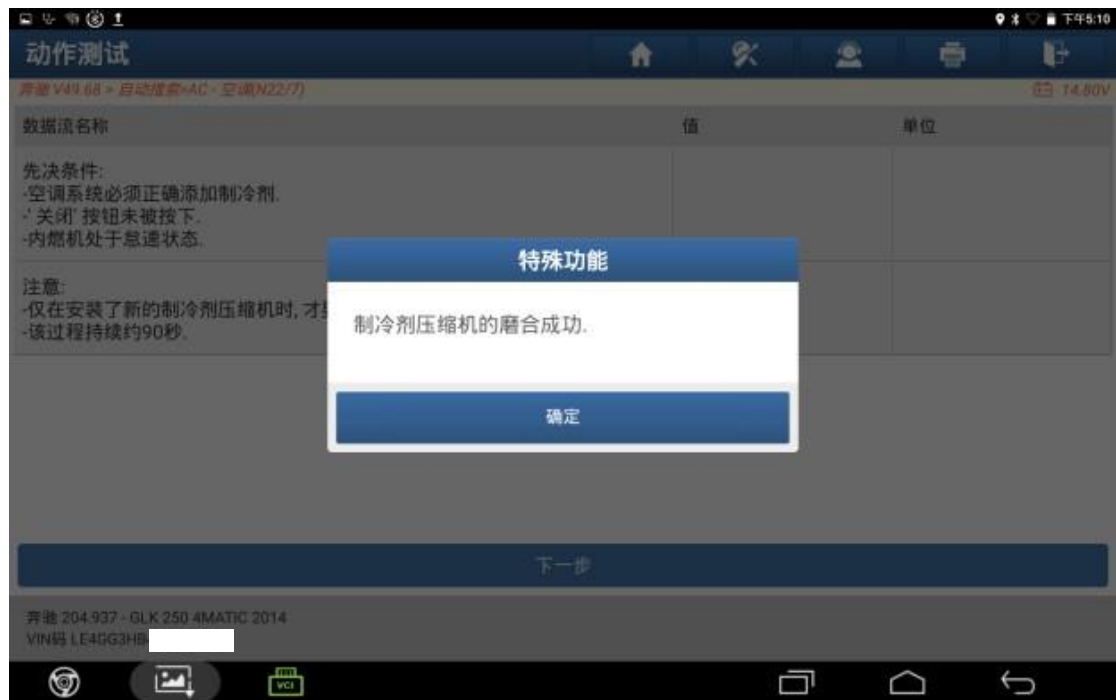 下午5:10
动作测试
奔驰 V49.68 > 自动搜索>AC - 空调(N22/7)
14.80V
数据流名称 值 单位
先决条件:
-空调系统必须正确添加制冷剂.
-' 关闭' 按钮未被按下.
-内燃机处于怠速状态.
特殊功能
注意:
-仅在安装了新的制冷剂压缩机时, 才
-该过程持续约90秒.
制冷剂压缩机的磨合成功.
确定
下一步
奔驰 204.937 - GLK 250 4MATIC 2014
VIN码 LE4GG3HB
VCI